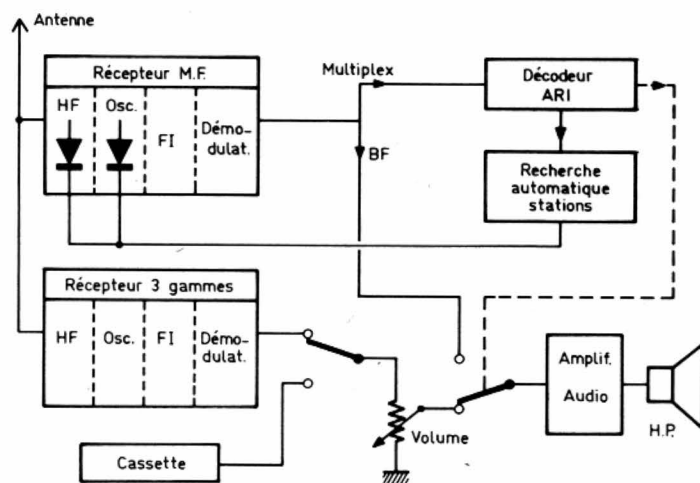 Antenne
Récepteur M.F.
HF
Osc.
FI
Démo-
dulat.
Multiplex
BF
Décodeur
ARI
Recherche
automatique
stations
Récepteur 3 gammes
HF
Osc.
FI
Démo-
dulat.
Cassette
Volume
Amplif.
Audio
H.P.